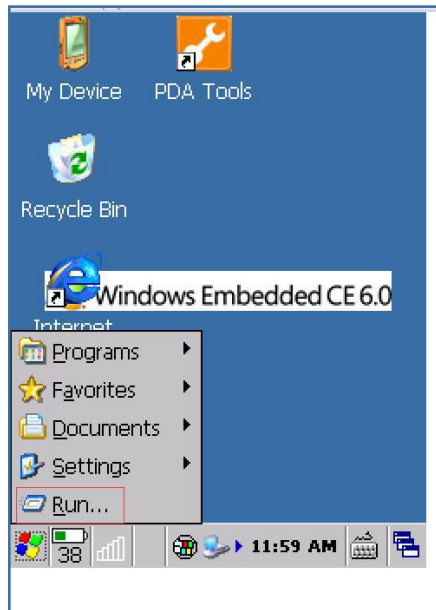 My Device
PDA Tools
Recycle Bin
Windows Embedded CE 6.0
Internet
Programs
Favorites
Documents
Settings
Run...
38
11:59 AM